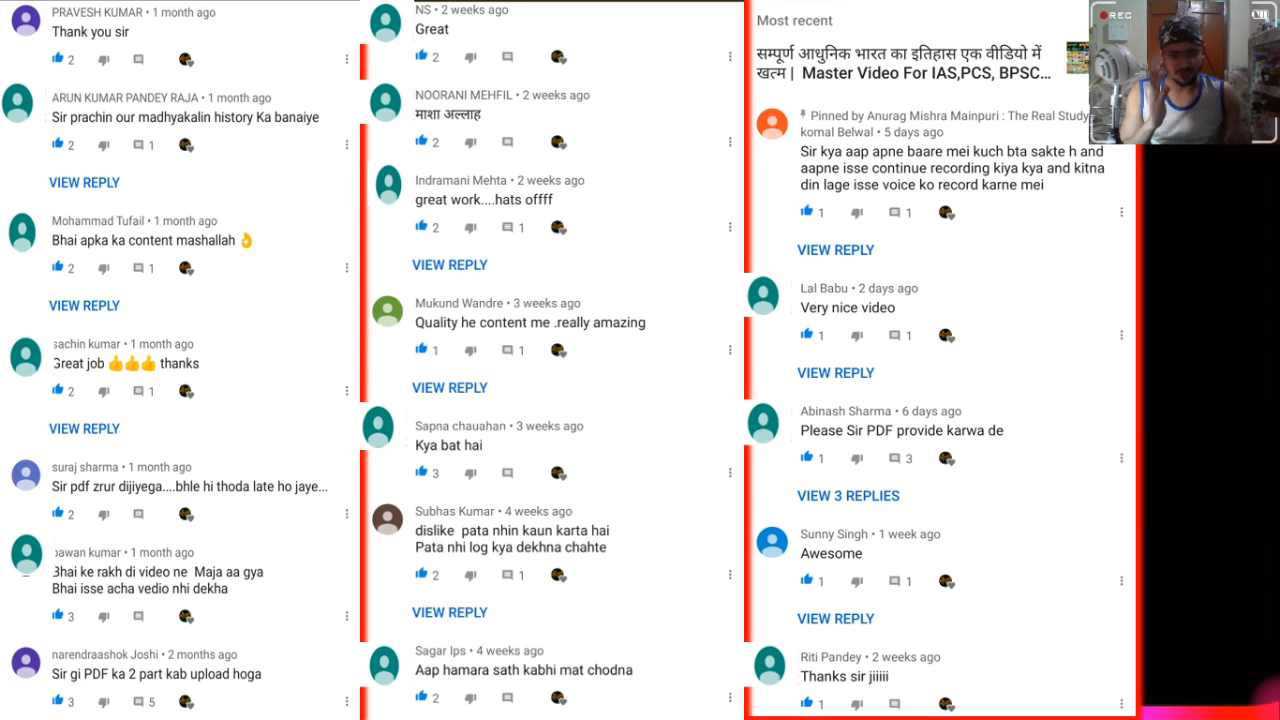 PRAVESH KUMAR • 1 month ago
Thank you sir
2
ARUN KUMAR PANDEY RAJA • 1 month ago
Sir prachin our madhyakalin history Ka banaiye
2 1
VIEW REPLY
Mohammad Tufail • 1 month ago
Bhai apka ka content mashallah 👌
2 1
VIEW REPLY
sachin kumar • 1 month ago
Great job 👍👍👍 thanks
2 1
VIEW REPLY
suraj sharma • 1 month ago
Sir pdf zrur dijiyega....bhle hi thoda late ho jaye...
2
pawan kumar • 1 month ago
Bhai ke rakh di video ne Maja aa gya
Bhai isse acha vedio nhi dekha
3
narendraashok Joshi • 2 months ago
Sir gi PDF ka 2 part kab upload hoga
3 5
NS • 2 weeks ago
Great
2
NOORANI MEHFIL • 2 weeks ago
माशा अल्लाह
2
Indramani Mehta • 2 weeks ago
great work....hats offff
2 1
VIEW REPLY
Mukund Wandre • 3 weeks ago
Quality he content me .really amazing
1 1
VIEW REPLY
Sapna chauahan • 3 weeks ago
Kya bat hai
3
Subhas Kumar • 4 weeks ago
dislike pata nhin kaun karta hai
Pata nhi log kya dekhna chahte
2 1
VIEW REPLY
Sagar Ips • 4 weeks ago
Aap hamara sath kabhi mat chodna
2
Most recent
सम्पूर्ण आधुनिक भारत का इतिहास एक वीडियो में
खत्म | Master Video For IAS,PCS, BPSC...
Pinned by Anurag Mishra Mainpuri : The Real Study
komal Belwal • 5 days ago
Sir kya aap apne baare mei kuch bta sakte h and
aapne isse continue recording kiya kya and kitna
din lage isse voice ko record karne mei
1 1
VIEW REPLY
Lal Babu • 2 days ago
Very nice video
1 1
VIEW REPLY
Abinash Sharma • 6 days ago
Please Sir PDF provide karwa de
1 3
VIEW 3 REPLIES
Sunny Singh • 1 week ago
Awesome
1 1
VIEW REPLY
Riti Pandey • 2 weeks ago
Thanks sir jiiiii
1
REC